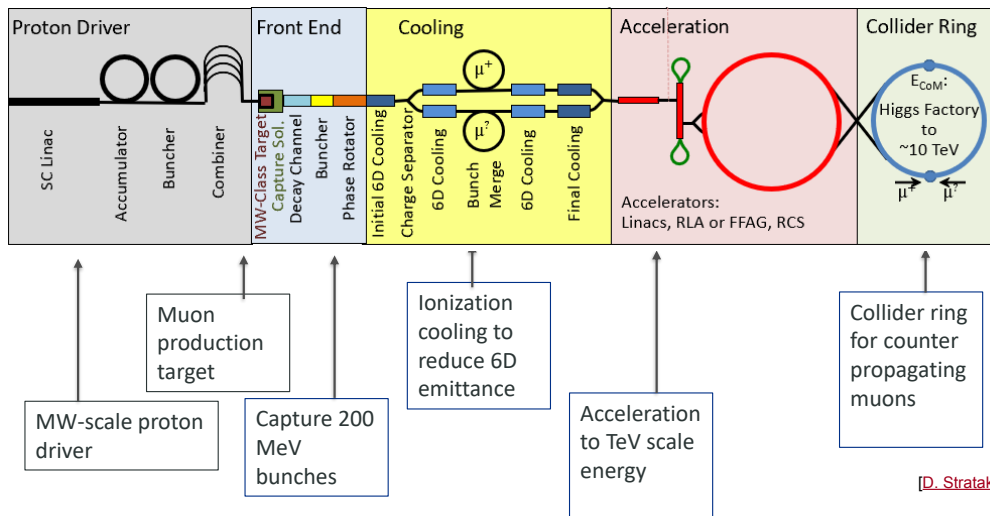 Proton Driver
Front End
Cooling
Acceleration
Collider Ring
SC Linac
Accumulator
Buncher
Combiner
MW-Class Target
Capture Sol.
Decay Channel
Buncher
Phase Rotator
Initial 6D Cooling
Charge Separator
6D Cooling
μ+
μ?
Bunch
Merge
6D Cooling
Final Cooling
Accelerators:
Linacs, RLA or FFAG, RCS
ECoM:
Higgs Factory
to
~10 TeV
μ+
μ?
Muon
production
target
MW-scale proton
driver
Capture 200
MeV
bunches
Ionization
cooling to
reduce 6D
emittance
Acceleration
to TeV scale
energy
Collider ring
for counter
propagating
muons
[D. Stratak